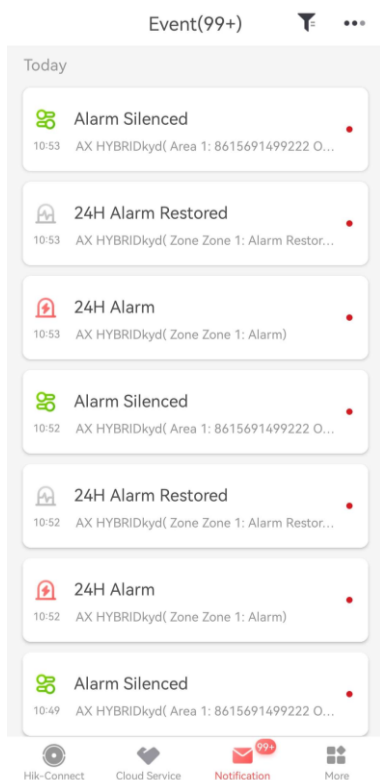 Event(99+)
Today
Alarm Silenced
10:53 AX HYBRIDkyd( Area 1: 8615691499222 O...
24H Alarm Restored
10:53 AX HYBRIDkyd( Zone Zone 1: Alarm Restor...
24H Alarm
10:53 AX HYBRIDkyd( Zone Zone 1: Alarm)
Alarm Silenced
10:52 AX HYBRIDkyd( Area 1: 8615691499222 O...
24H Alarm Restored
10:52 AX HYBRIDkyd( Zone Zone 1: Alarm Restor...
24H Alarm
10:52 AX HYBRIDkyd( Zone Zone 1: Alarm)
Alarm Silenced
10:49 AX HYBRIDkyd( Area 1: 8615691499222 O...
99+
Hik-Connect Cloud Service Notification More